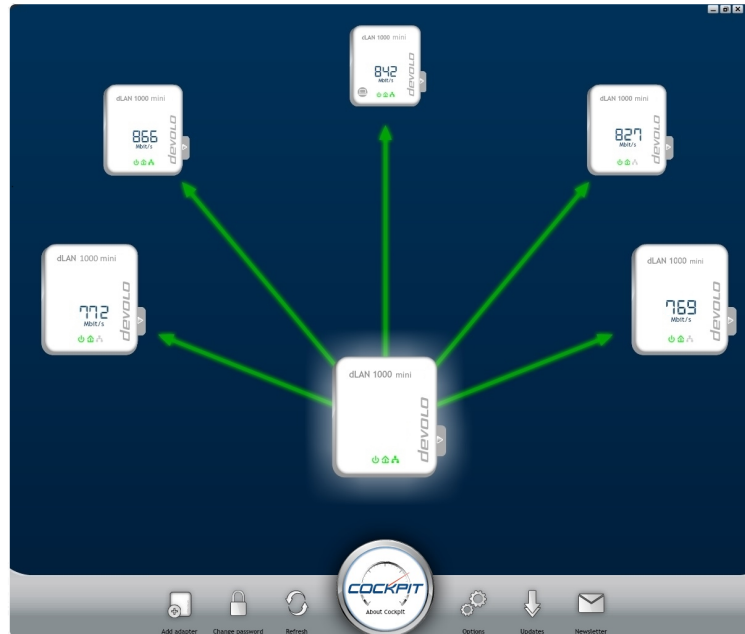 dLAN 1000 mini
842
Mbit/s
devolo
dLAN 1000 mini
866
Mbit/s
devolo
dLAN 1000 mini
827
Mbit/s
devolo
dLAN 1000 mini
772
Mbit/s
devolo
dLAN 1000 mini
769
Mbit/s
devolo
dLAN 1000 mini
devolo
COCKPIT
About Cockpit
Add adapter
Change password
Refresh
Options
Updates
Newsletter